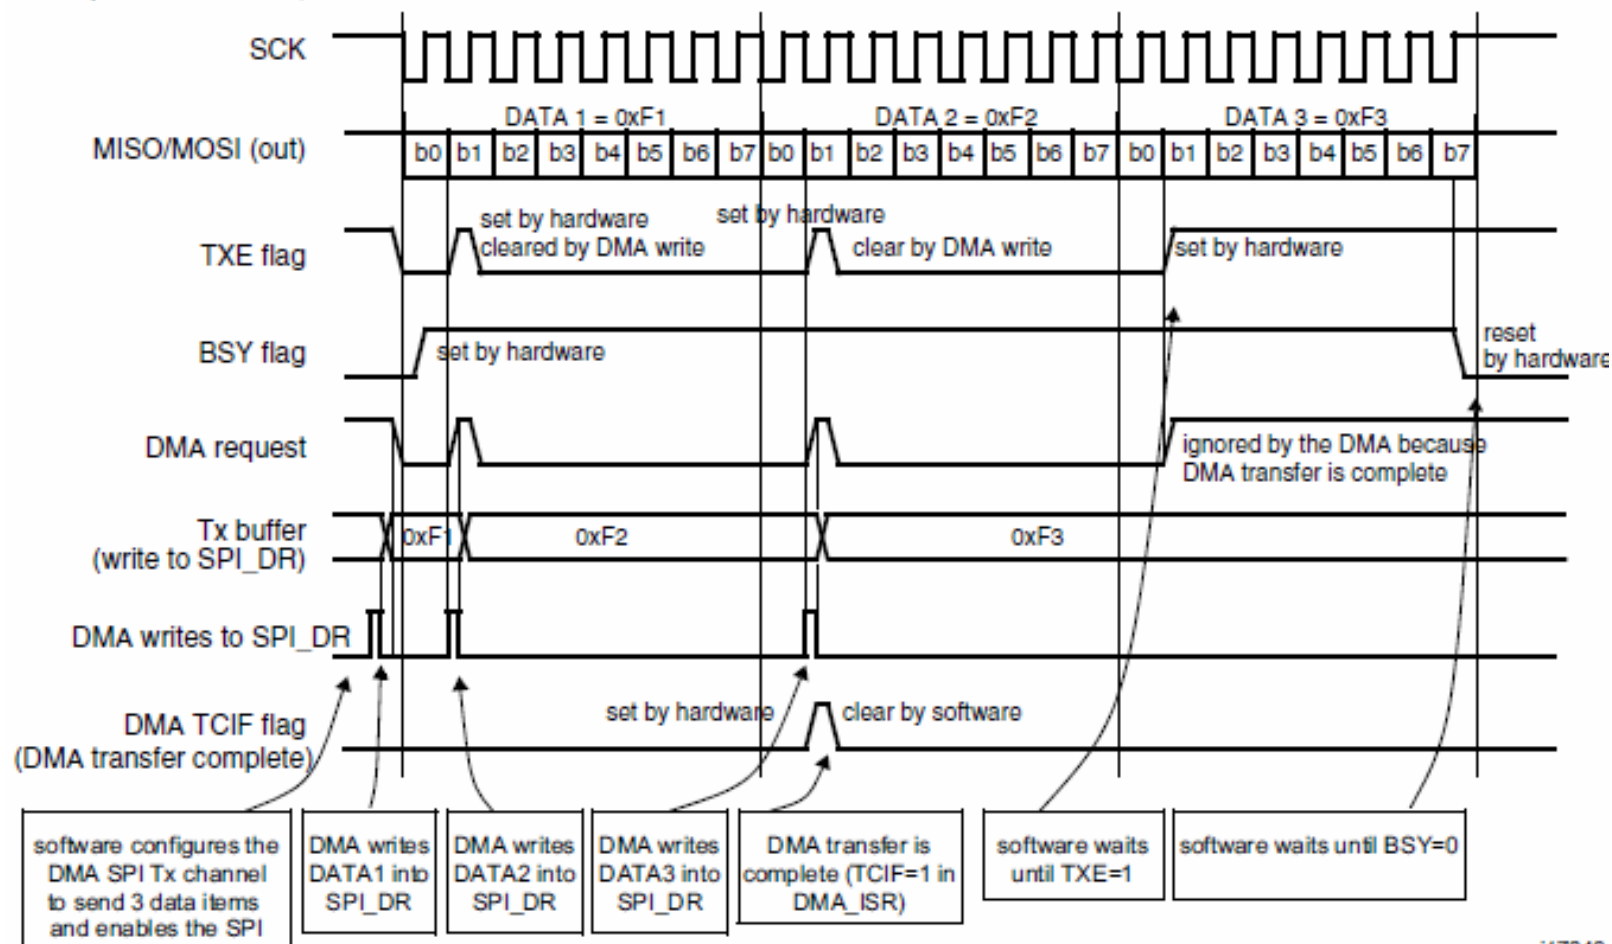 SCK
DATA 1 = 0xF1
DATA 2 = 0xF2
DATA 3 = 0xF3
MISO/MOSI (out)
b0 b1 b2 b3 b4 b5 b6 b7 b0 b1 b2 b3 b4 b5 b6 b7 b0 b1 b2 b3 b4 b5 b6 b7
TXE flag
set by hardware
cleared by DMA write
set by hardware
clear by DMA write
set by hardware
BSY flag
set by hardware
reset
by hardware
DMA request
ignored by the DMA because
DMA transfer is complete
Tx buffer
(write to SPI_DR)
0xF1
0xF2
0xF3
DMA writes to SPI_DR
DMA TCIF flag
(DMA transfer complete)
set by hardware
clear by software
software configures the
DMA SPI Tx channel
to send 3 data items
and enables the SPI
DMA writes
DATA1 into
SPI_DR
DMA writes
DATA2 into
SPI_DR
DMA writes
DATA3 into
SPI_DR
DMA transfer is
complete (TCIF=1 in
DMA_ISR)
software waits
until TXE=1
software waits until BSY=0